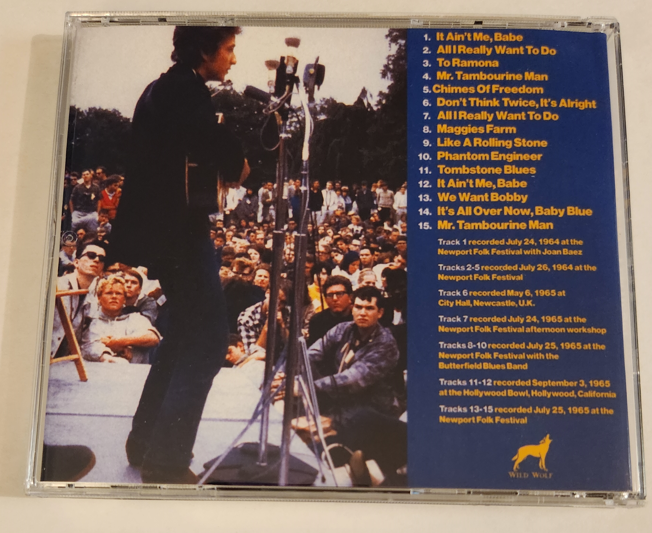 1. It Ain't Me, Babe
2. All I Really Want To Do
3. To Ramona
4. Mr. Tambourine Man
5. Chimes Of Freedom
6. Don't Think Twice, It's Alright
7. All I Really Want To Do
8. Maggies Farm
9. Like A Rolling Stone
10. Phantom Engineer
11. Tombstone Blues
12. It Ain't Me, Babe
13. We Want Bobby
14. It's All Over Now, Baby Blue
15. Mr. Tambourine Man
Track 1 recorded July 24, 1964 at the
Newport Folk Festival with Joan Baez
Tracks 2-5 recorded July 26, 1964 at the
Newport Folk Festival
Track 6 recorded May 6, 1965 at
City Hall, Newcastle, U.K.
Track 7 recorded July 24, 1965 at the
Newport Folk Festival afternoon workshop
Tracks 8-10 recorded July 25, 1965 at the
Newport Folk Festival with the
Butterfield Blues Band
Tracks 11-12 recorded September 3, 1965
at the Hollywood Bowl, Hollywood, California
Tracks 13-15 recorded July 25, 1965 at the
Newport Folk Festival
WILD WOLF